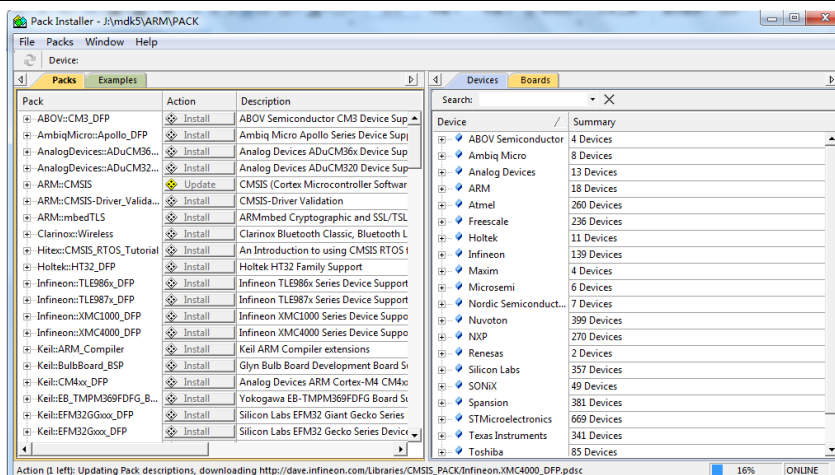 Pack Installer - J:\mdk5\ARM\PACK
File Packs Window Help
Device:
Packs Examples
Pack Action Description
ABOV::CM3_DFP Install ABOV Semiconductor CM3 Device Sup
AmbiqMicro::Apollo_DFP Install Ambiq Micro Apollo Series Device Supp
AnalogDevices::ADuCM36... Install Analog Devices ADuCM36x Device Sup
AnalogDevices::ADuCM32... Install Analog Devices ADuCM320 Device Sup
ARM::CMSIS Update CMSIS (Cortex Microcontroller Softwar
ARM::CMSIS-Driver_Valida... Install CMSIS-Driver Validation
ARM::mbedTLS Install ARMmbed Cryptographic and SSL/TSL
Clarinox::Wireless Install Clarinox Bluetooth Classic, Bluetooth L
Hitex::CMSIS_RTOS_Tutorial Install An Introduction to using CMSIS RTOS
Holtek::HT32_DFP Install Holtek HT32 Family Support
Infineon::TLE986x_DFP Install Infineon TLE986x Series Device Support
Infineon::TLE987x_DFP Install Infineon TLE987x Series Device Support
Infineon::XMC1000_DFP Install Infineon XMC1000 Series Device Suppo
Infineon::XMC4000_DFP Install Infineon XMC4000 Series Device Suppo
Keil::ARM_Compiler Install Keil ARM Compiler extensions
Keil::BulbBoard_BSP Install Glyn Bulb Board Development Board S
Keil::CM4xx_DFP Install Analog Devices ARM Cortex-M4 CM4x
Keil::EB_TMPM369FDFG_B... Install Yokogawa EB-TMPM369FDFG Board Su
Keil::EFM32GGxxx_DFP Install Silicon Labs EFM32 Giant Gecko Series
Keil::EFM32Gxxx_DFP Install Silicon Labs EFM32 Gecko Series Device
Devices Boards
Search:
Device Summary
ABOV Semiconductor 4 Devices
Ambiq Micro 8 Devices
Analog Devices 13 Devices
ARM 18 Devices
Atmel 260 Devices
Freescale 236 Devices
Holtek 11 Devices
Infineon 139 Devices
Maxim 4 Devices
Microsemi 6 Devices
Nordic Semiconduct... 7 Devices
Nuvoton 399 Devices
NXP 270 Devices
Renesas 2 Devices
Silicon Labs 357 Devices
SONiX 49 Devices
Spansion 381 Devices
STMicroelectronics 669 Devices
Texas Instruments 341 Devices
Toshiba 85 Devices
Action (1 left): Updating Pack descriptions, downloading http://dave.infineon.com/Libraries/CMSIS_PACK/Infineon.XMC4000_DFP.pdsc 16% ONLINE